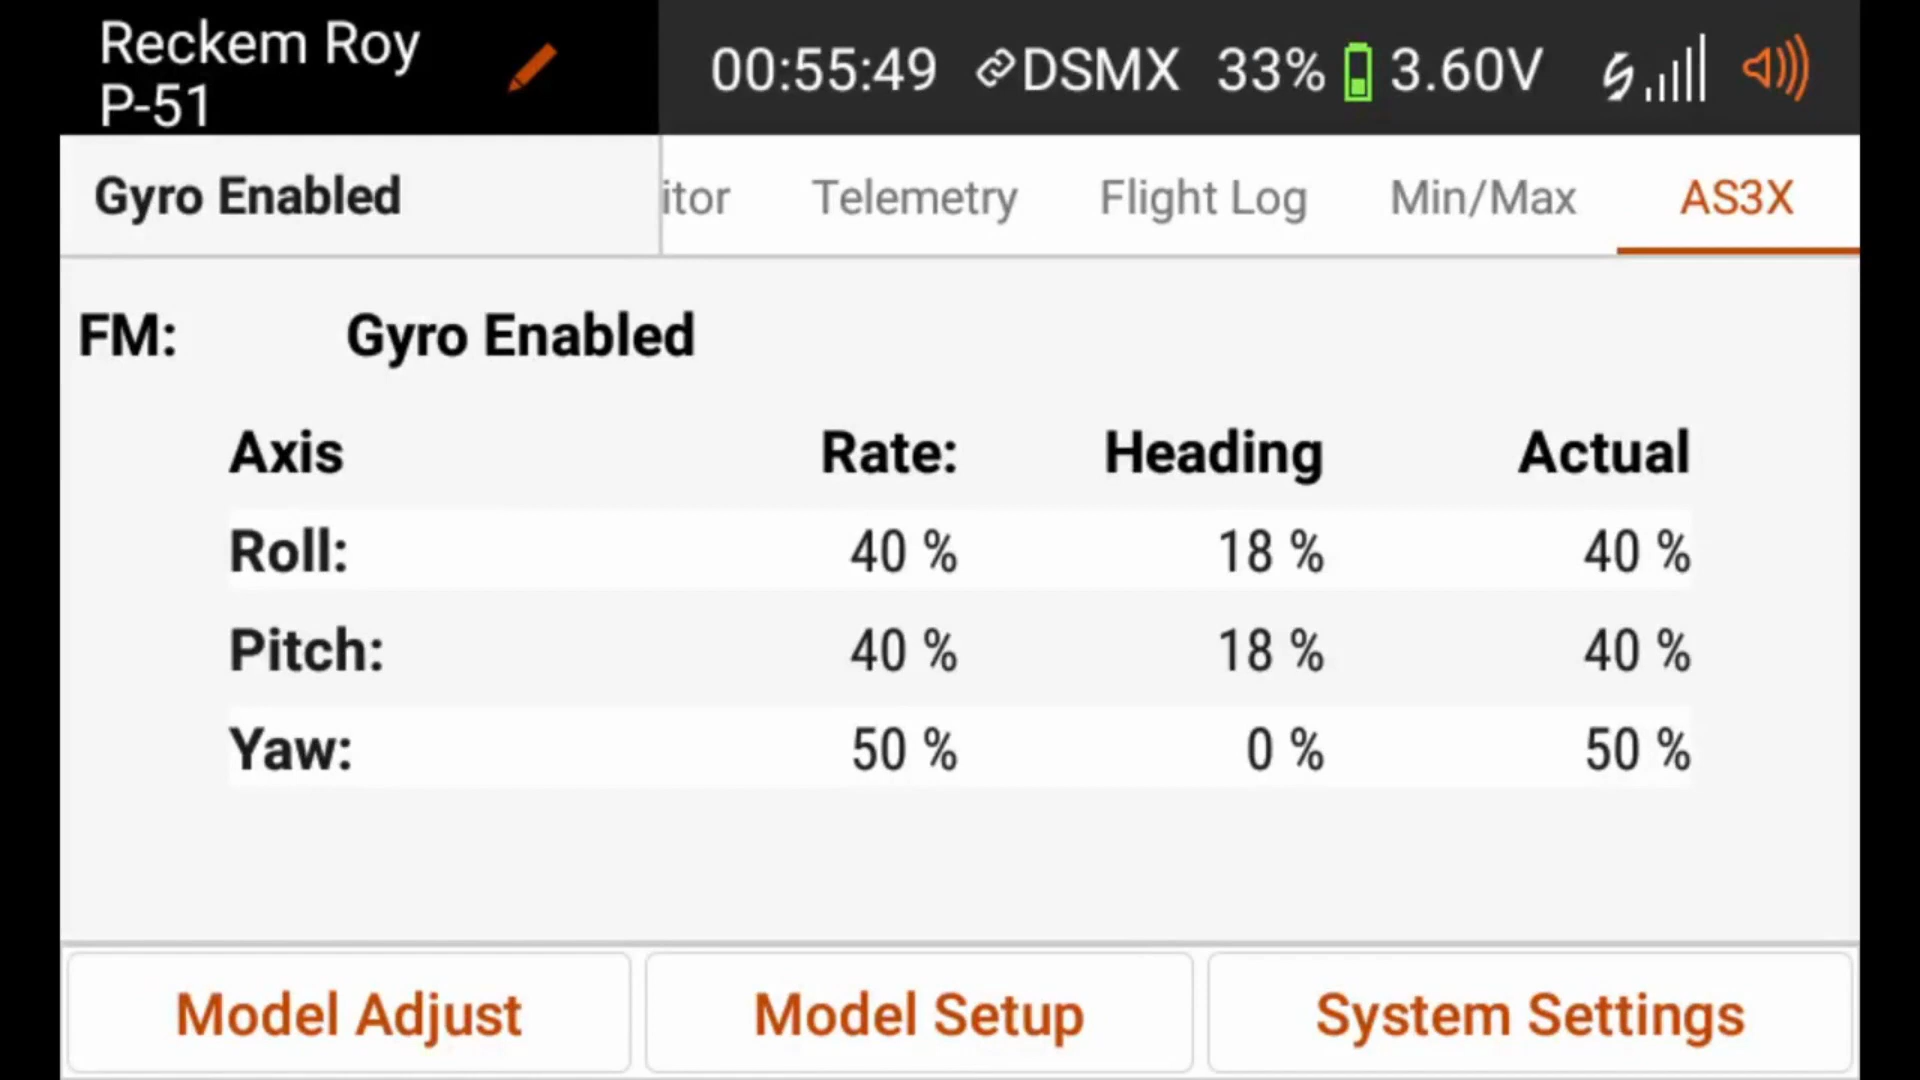 Reckem Roy
P-51
00:55:49 DSMX 33% 3.60V
Gyro Enabled
itor Telemetry Flight Log Min/Max AS3X
FM: Gyro Enabled
Axis Rate: Heading Actual
Roll: 40 % 18 % 40 %
Pitch: 40 % 18 % 40 %
Yaw: 50 % 0 % 50 %
Model Adjust Model Setup System Settings